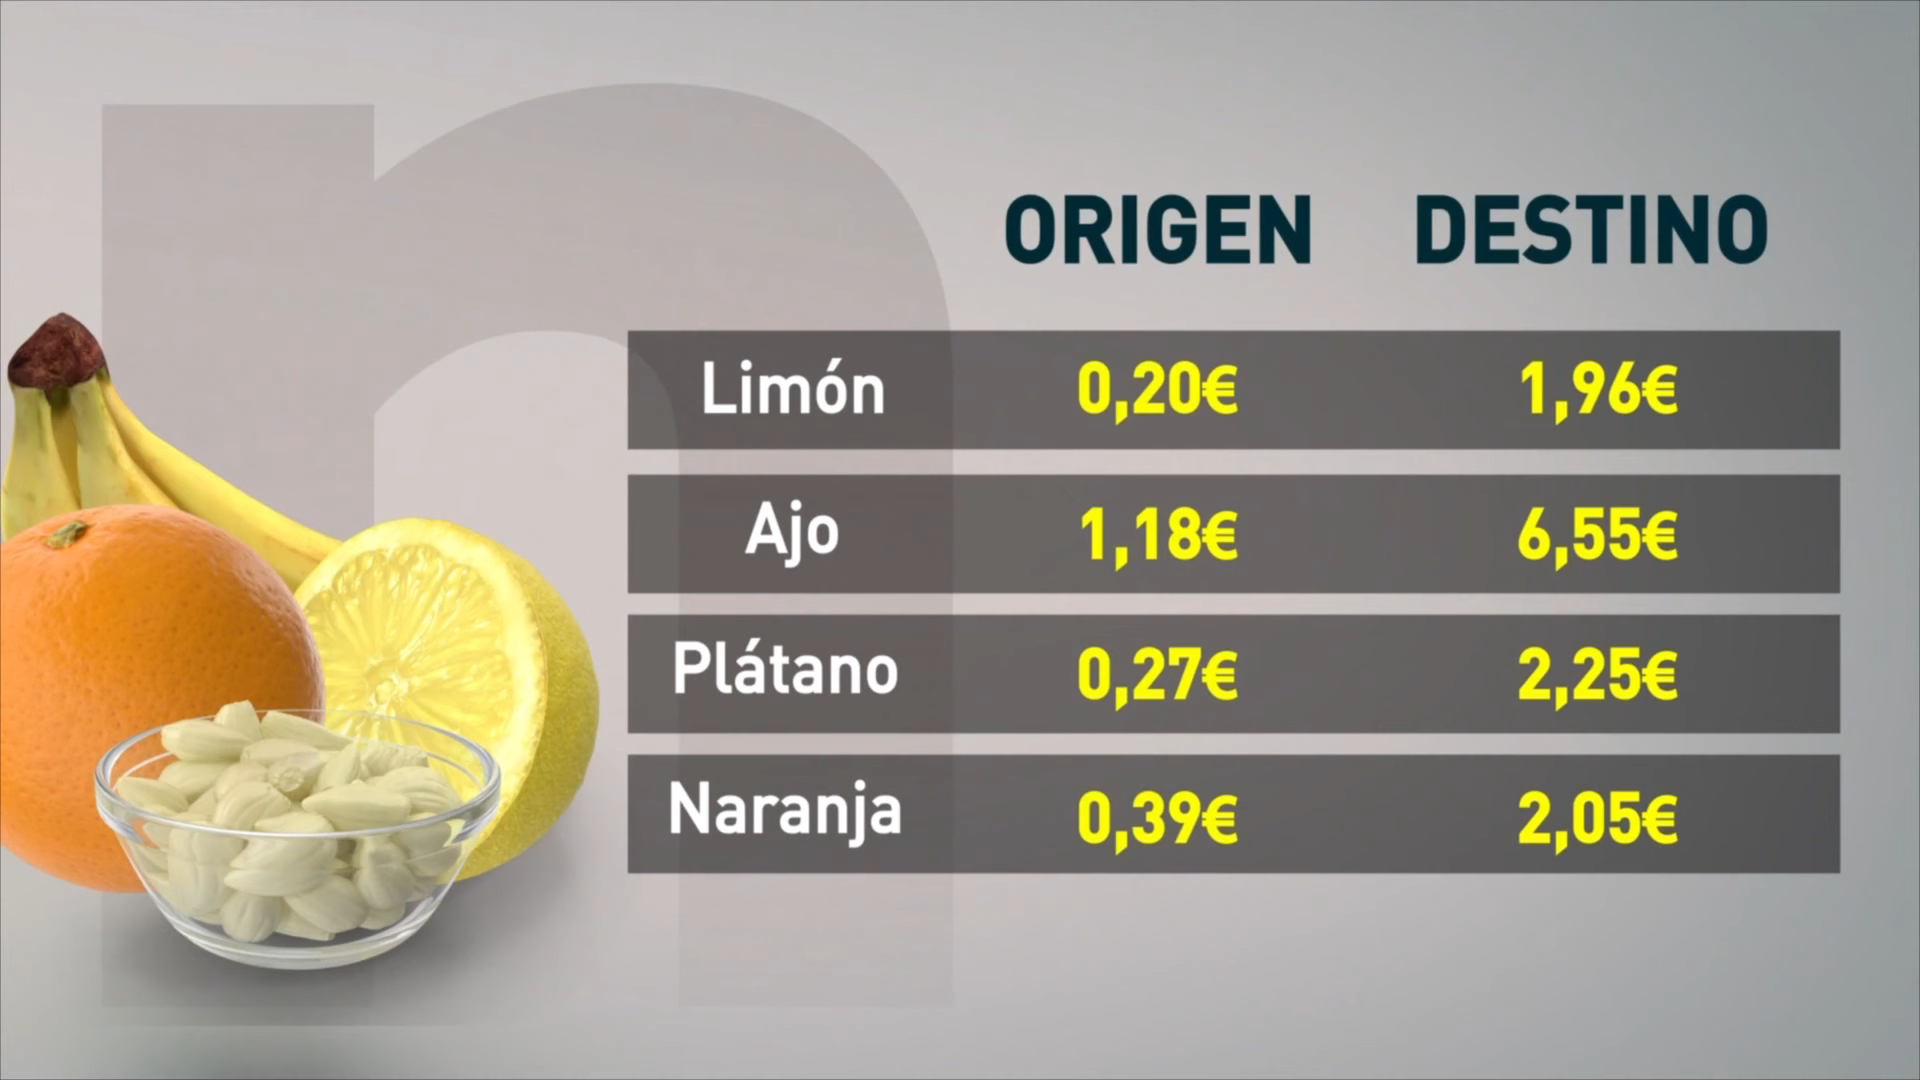 ORIGEN DESTINO
Limón 0,20€ 1,96€
Ajo 1,18€ 6,55€
Plátano 0,27€ 2,25€
Naranja 0,39€ 2,05€